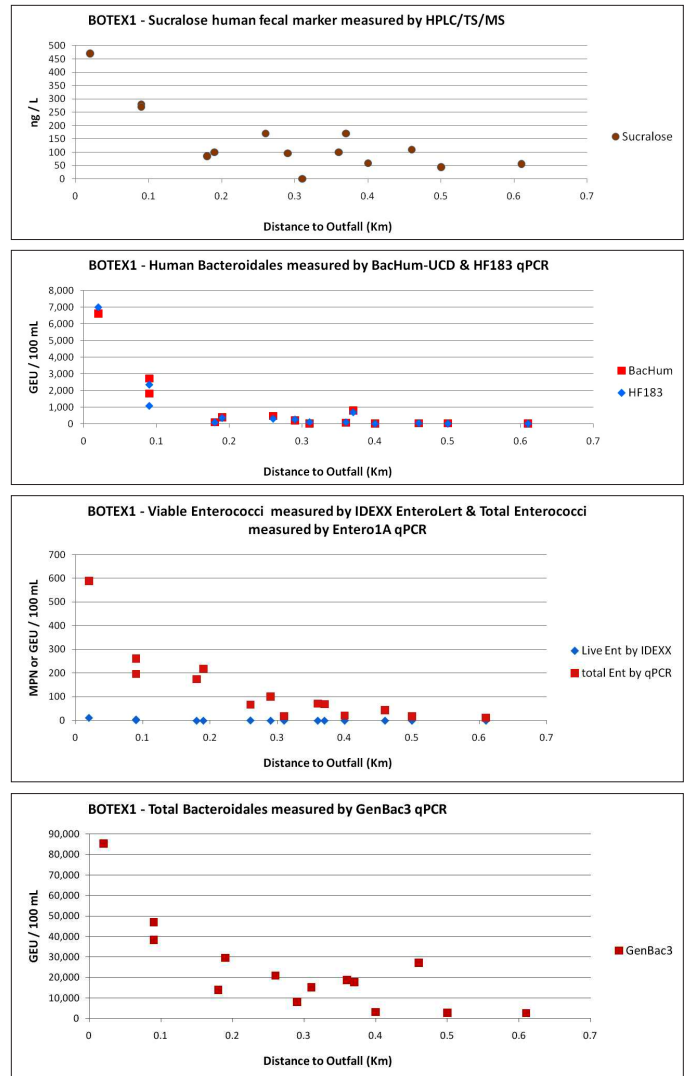 BOTEX1 - Sucralose human fecal marker measured by HPLC/TS/MS
500
450
400
350
300
250
200
150
100
50
0
ng / L
0 0.1 0.2 0.3 0.4 0.5 0.6 0.7
Distance to Outfall (Km)
Sucralose
BOTEX1 - Human Bacteroidales measured by BacHum-UCD & HF183 qPCR
8,000
7,000
6,000
5,000
4,000
3,000
2,000
1,000
0
GEU / 100 mL
0 0.1 0.2 0.3 0.4 0.5 0.6 0.7
Distance to Outfall (Km)
BacHum
HF183
BOTEX1 - Viable Enterococci measured by IDEXX EnteroLert & Total Enterococci
measured by Entero1A qPCR
700
600
500
400
300
200
100
0
MPN or GEU / 100 mL
0 0.1 0.2 0.3 0.4 0.5 0.6 0.7
Distance to Outfall (Km)
Live Ent by IDEXX
total Ent by qPCR
BOTEX1 - Total Bacteroidales measured by GenBac3 qPCR
90,000
80,000
70,000
60,000
50,000
40,000
30,000
20,000
10,000
0
GEU / 100 mL
0 0.1 0.2 0.3 0.4 0.5 0.6 0.7
Distance to Outfall (Km)
GenBac3